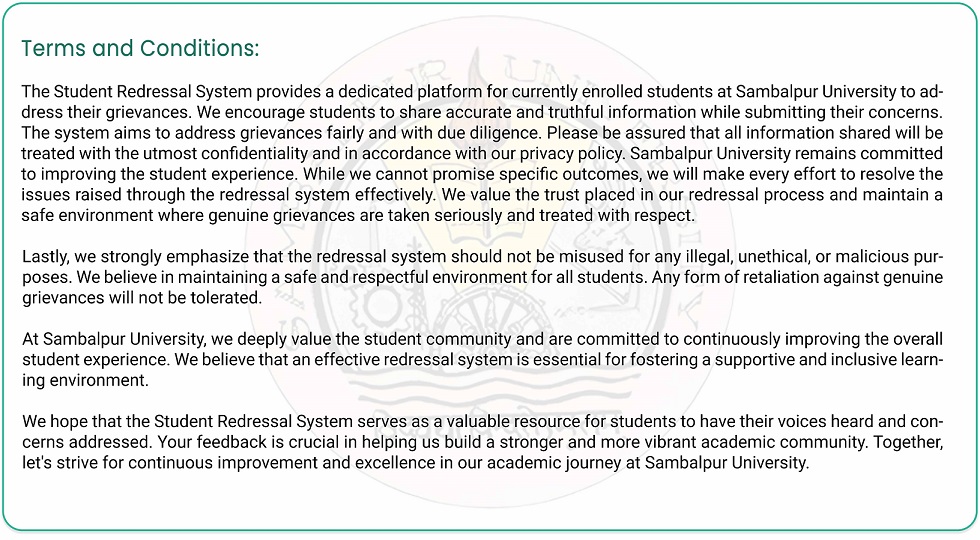 Terms and Conditions:
The Student Redressal System provides a dedicated platform for currently enrolled students at Sambalpur University to ad-
dress their grievances. We encourage students to share accurate and truthful information while submitting their concerns.
The system aims to address grievances fairly and with due diligence. Please be assured that all information shared will be
treated with the utmost confidentiality and in accordance with our privacy policy. Sambalpur University remains committed
to improving the student experience. While we cannot promise specific outcomes, we will make every effort to resolve the
issues raised through the redressal system effectively. We value the trust placed in our redressal process and maintain a
safe environment where genuine grievances are taken seriously and treated with respect.
Lastly, we strongly emphasize that the redressal system should not be misused for any illegal, unethical, or malicious pur-
poses. We believe in maintaining a safe and respectful environment for all students. Any form of retaliation against genuine
grievances will not be tolerated.
At Sambalpur University, we deeply value the student community and are committed to continuously improving the overall
student experience. We believe that an effective redressal system is essential for fostering a supportive and inclusive learn-
ing environment.
We hope that the Student Redressal System serves as a valuable resource for students to have their voices heard and con-
cerns addressed. Your feedback is crucial in helping us build a stronger and more vibrant academic community. Together,
let's strive for continuous improvement and excellence in our academic journey at Sambalpur University.